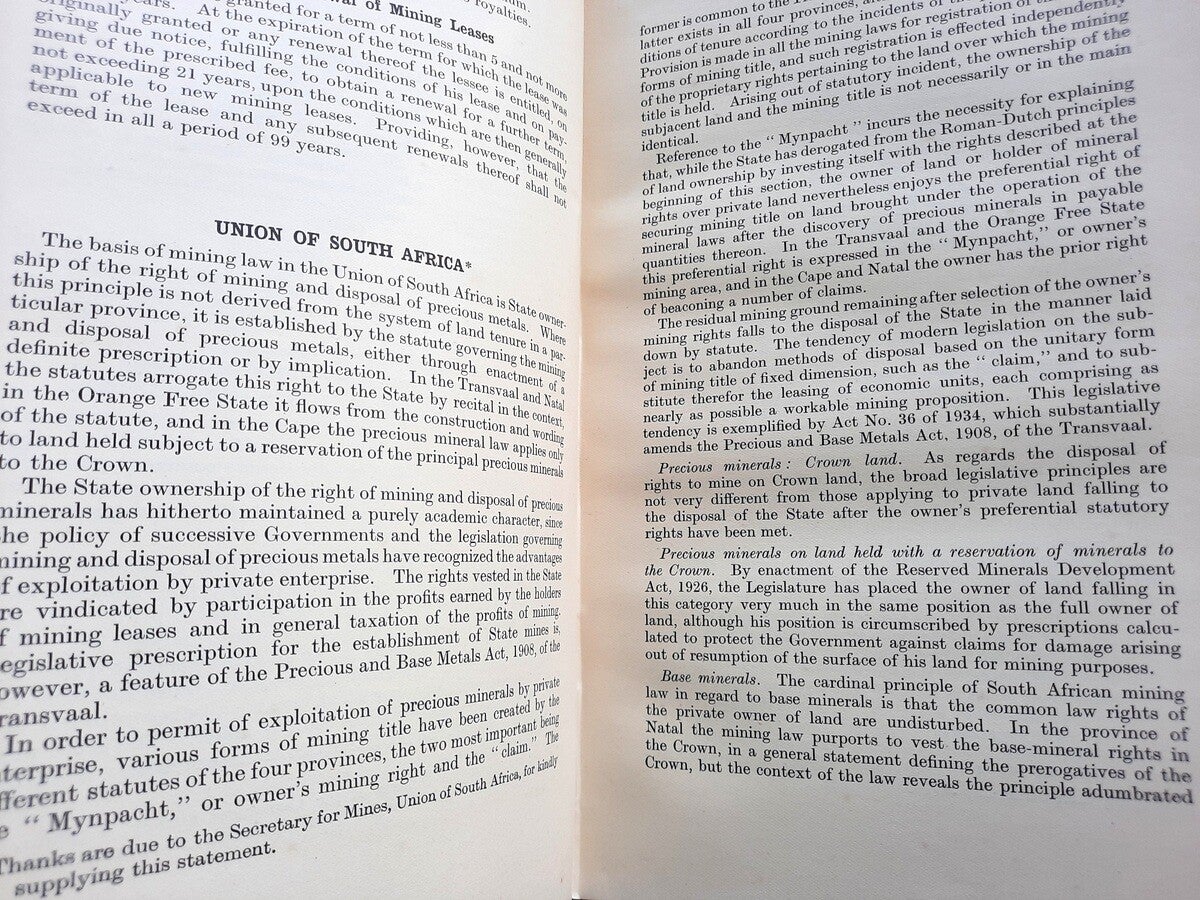 royalties.
of Mining Leases
granted for a term of not less than 5 and not more
years. At the expiration of the term for which the lease was
originally granted or any renewal thereof the lessee is entitled, on
giving due notice, fulfilling the conditions of his lease and on pay-
ment of the prescribed fee, to obtain a renewal for a further term,
not exceeding 21 years, upon the conditions which are then generally
applicable to new mining leases. Providing, however, that the
term of the lease and any subsequent renewals thereof shall not
exceed in all a period of 99 years.
UNION OF SOUTH AFRICA*
The basis of mining law in the Union of South Africa is State owner-
ship of the right of mining and disposal of precious metals. Where
this principle is not derived from the system of land tenure in a par-
ticular province, it is established by the statute governing the mining
and disposal of precious metals, either through enactment of a
definite prescription or by implication. In the Transvaal and Natal
the statutes arrogate this right to the State by recital in the context,
in the Orange Free State it flows from the construction and wording
of the statute, and in the Cape the precious mineral law applies only
to land held subject to a reservation of the principal precious minerals
to the Crown.
The State ownership of the right of mining and disposal of precious
minerals has hitherto maintained a purely academic character, since
the policy of successive Governments and the legislation governing
mining and disposal of precious metals have recognized the advantages
of exploitation by private enterprise. The rights vested in the State
are vindicated by participation in the profits earned by the holders
of mining leases and in general taxation of the profits of mining.
Legislative prescription for the establishment of State mines is,
however, a feature of the Precious and Base Metals Act, 1908, of the
Transvaal.
In order to permit of exploitation of precious minerals by private
enterprise, various forms of mining title have been created by the
different statutes of the four provinces, the two most important being
the “ Mynpacht,” or owner's mining right and the “ claim.” The
Thanks are due to the Secretary for Mines, Union of South Africa, for kindly
supplying this statement.
former is common to the
latter exists in all four provinces,
ditions of tenure according to the incidents of the
Provision is made in all the mining laws for registration of
forms of mining title, and such registration is effected independently
of the proprietary rights pertaining to the land over which the mining
title is held. Arising out of statutory incident, the ownership of the
subjacent land and the mining title is not necessarily or in the main
identical.
Reference to the “ Mynpacht ” incurs the necessity for explaining
that, while the State has derogated from the Roman-Dutch principles
of land ownership by investing itself with the rights described at the
beginning of this section, the owner of land or holder of mineral
rights over private land nevertheless enjoys the preferential right of
securing mining title on land brought under the operation of the
mineral laws after the discovery of precious minerals in payable
quantities thereon. In the Transvaal and the Orange Free State
this preferential right is expressed in the “ Mynpacht,” or owner's
mining area, and in the Cape and Natal the owner has the prior right
of beaconing a number of claims.
The residual mining ground remaining after selection of the owner's
mining rights falls to the disposal of the State in the manner laid
down by statute. The tendency of modern legislation on the sub-
ject is to abandon methods of disposal based on the unitary form
of mining title of fixed dimension, such as the “ claim,” and to sub-
stitute therefor the leasing of economic units, each comprising as
nearly as possible a workable mining proposition. This legislative
tendency is exemplified by Act No. 36 of 1934, which substantially
amends the Precious and Base Metals Act, 1908, of the Transvaal.
Precious minerals : Crown land. As regards the disposal of
rights to mine on Crown land, the broad legislative principles are
not very different from those applying to private land falling to
the disposal of the State after the owner's preferential statutory
rights have been met.
Precious minerals on land held with a reservation of minerals to
the Crown. By enactment of the Reserved Minerals Development
Act, 1926, the Legislature has placed the owner of land falling in
this category very much in the same position as the full owner of
land, although his position is circumscribed by prescriptions calcu-
lated to protect the Government against claims for damage arising
out of resumption of the surface of his land for mining purposes.
Base minerals. The cardinal principle of South African mining
law in regard to base minerals is that the common law rights of
the private owner of land are undisturbed. In the province of
Natal the mining law purports to vest the base-mineral rights in
the Crown, in a general statement defining the prerogatives of the
Crown, but the context of the law reveals the principle adumbrated